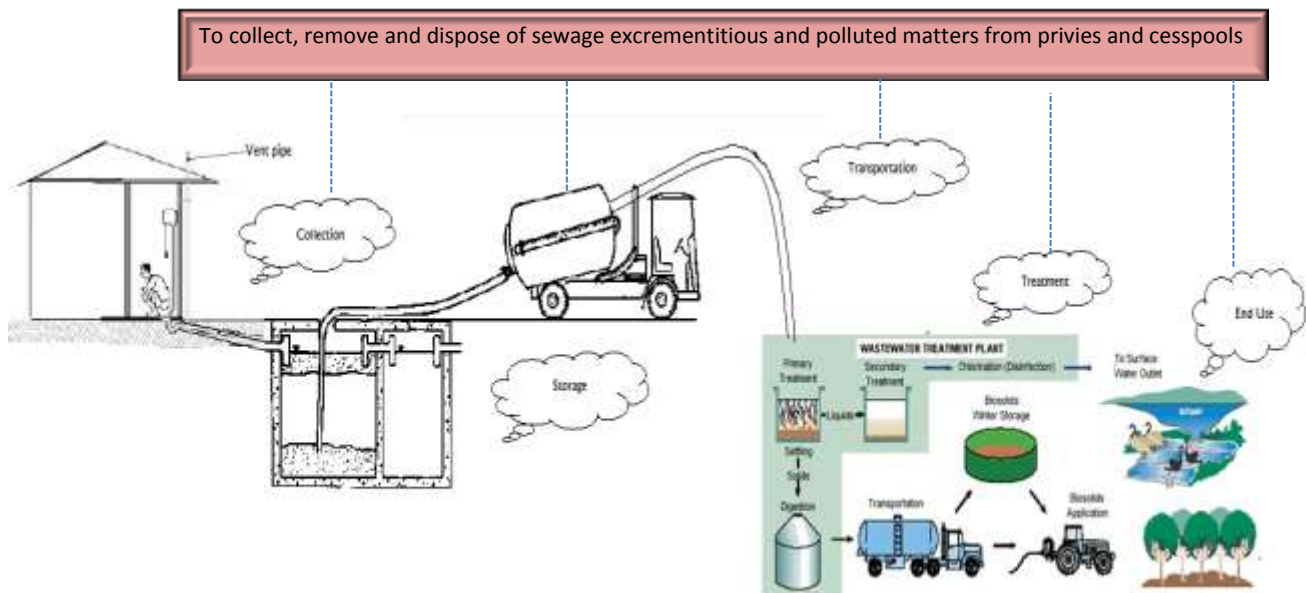 To collect, remove and dispose of sewage excrementitious and polluted matters from privies and cesspools
Vent pipe
Collection
Transportation
Storage
Treatment
End Use
WASTEWATER TREATMENT PLANT
Primary
Treatment
Secondary
Treatment
Chlorination (Disinfection)
To Surface
Water Outlet
Liquids
Settling
Solids
Digestion
Biosolids
Winter Storage
Transportation
Biosolids
Application